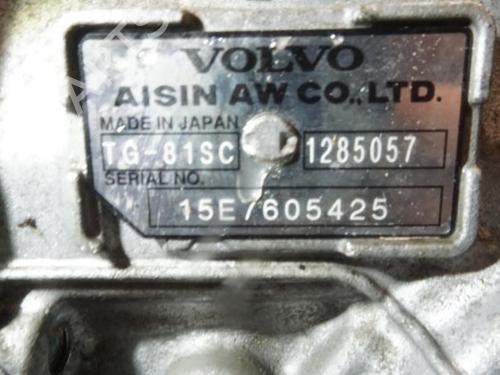 VOLVO
AISIN AW CO., LTD.
MADE IN JAPAN
TG-81SC 1285057
SERIAL NO.
15E7605425